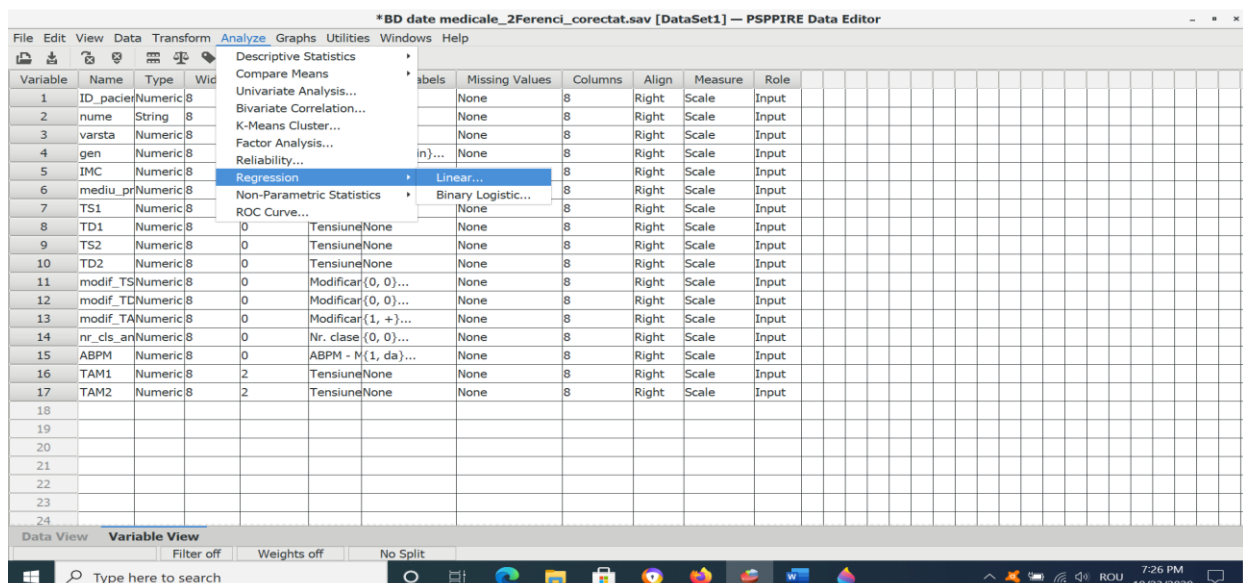 *BD date medicale_2Ferenci_corectat.sav [DataSet1] — PSPPIRE Data Editor
File Edit View Data Transform Analyze Graphs Utilities Windows Help
Descriptive Statistics
Compare Means
Univariate Analysis...
Bivariate Correlation...
K-Means Cluster...
Factor Analysis...
Reliability...
Regression
Non-Parametric Statistics
ROC Curve...
Linear...
Binary Logistic...
Variable Name Type Wid abels Missing Values Columns Align Measure Role
1 ID_pacier Numeric 8 None 8 Right Scale Input
2 nume String 8 None 8 Right Scale Input
3 varsta Numeric 8 None 8 Right Scale Input
4 gen Numeric 8 in}... None 8 Right Scale Input
5 IMC Numeric 8 8 Right Scale Input
6 mediu_pr Numeric 8 8 Right Scale Input
7 TS1 Numeric 8 None 8 Right Scale Input
8 TD1 Numeric 8 0 Tensiune None None 8 Right Scale Input
9 TS2 Numeric 8 0 Tensiune None None 8 Right Scale Input
10 TD2 Numeric 8 0 Tensiune None None 8 Right Scale Input
11 modif_TS Numeric 8 0 Modificar {0, 0}... None 8 Right Scale Input
12 modif_TD Numeric 8 0 Modificar {0, 0}... None 8 Right Scale Input
13 modif_TA Numeric 8 0 Modificar {1, +}... None 8 Right Scale Input
14 nr_cls_an Numeric 8 0 Nr. clase {0, 0}... None 8 Right Scale Input
15 ABPM Numeric 8 0 ABPM - M {1, da}... None 8 Right Scale Input
16 TAM1 Numeric 8 2 Tensiune None None 8 Right Scale Input
17 TAM2 Numeric 8 2 Tensiune None None 8 Right Scale Input
18
19
20
21
22
23
24
Data View Variable View
Filter off Weights off No Split
Type here to search
ROU 7:26 PM